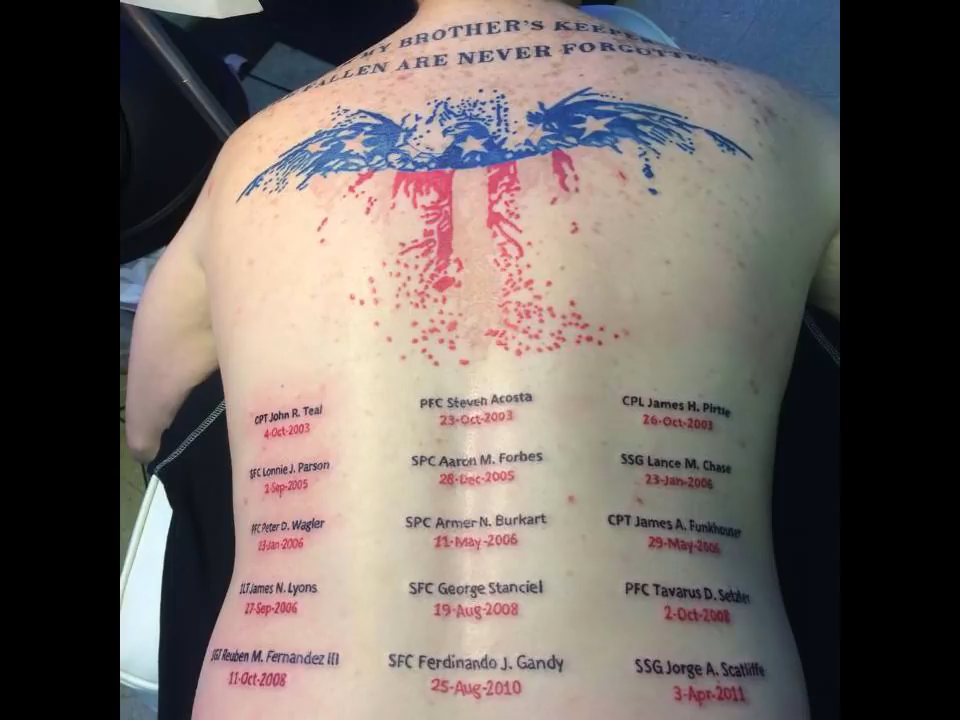 MY BROTHER'S KEEPER
FALLEN ARE NEVER FORGOTTEN
CPT John R. Teal
4-Oct-2003
PFC Steven Acosta
23-Oct-2003
CPL James H. Pirtle
26-Oct-2003
SFC Lonnie J. Parson
2-Sep-2005
SPC Aaron M. Forbes
28-Dec-2005
SSG Lance M. Chase
23-Jan-2006
PFC Peter D. Wagler
23-Jan-2006
SPC Armer N. Burkart
11-May-2006
CPT James A. Funkhouser
29-May-2006
1LT James N. Lyons
27-Sep-2006
SFC George Stanciel
19-Aug-2008
PFC Tavarus D. Setzler
2-Oct-2008
SGT Reuben M. Fernandez III
11-Oct-2008
SFC Ferdinando J. Gandy
25-Aug-2010
SSG Jorge A. Scatliffe
3-Apr-2011